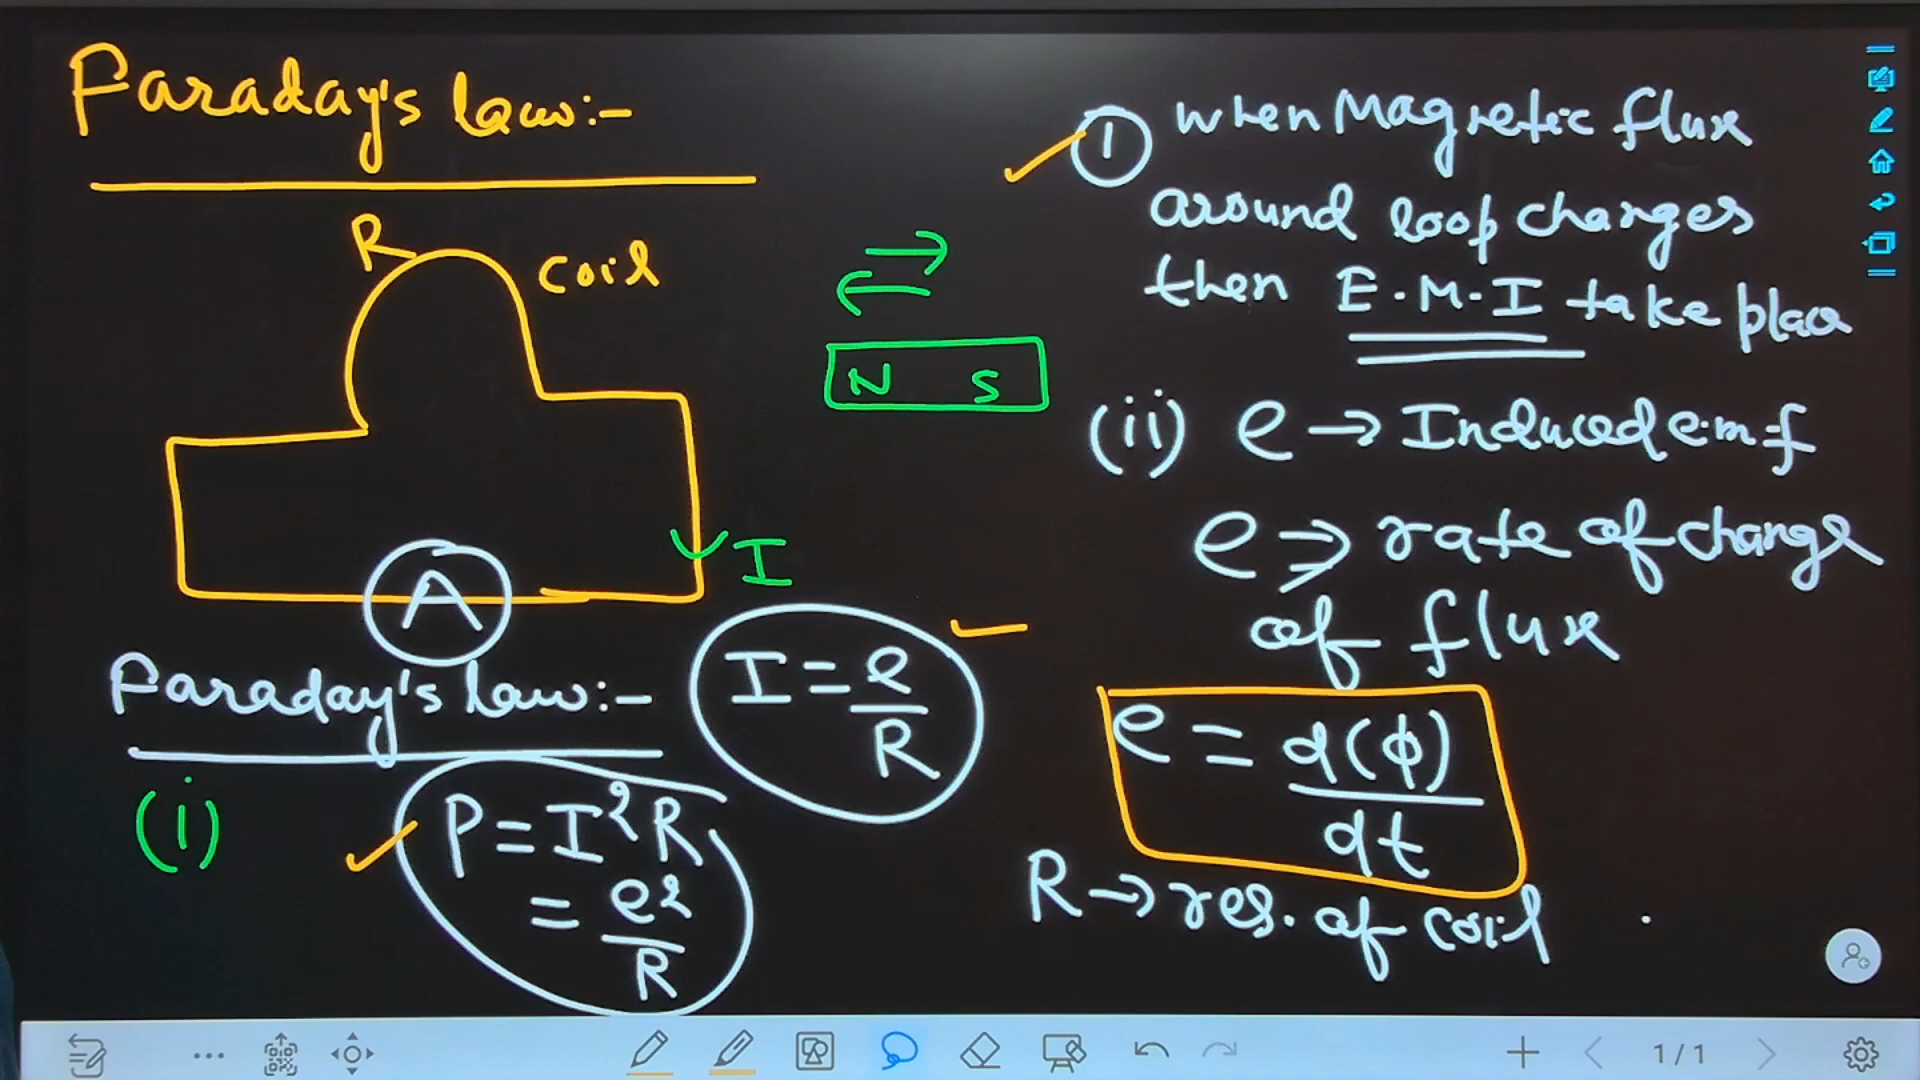 Faraday's law:-
R
coil
N S
I
A
Faraday's law:-
I = e/R
(i)
P = I²R
= e²/R
① when Magnetic flux
around loop changes
then E.M.I take place
(ii) e → Induced e.m.f
e ⇒ rate of change
of flux
e = d(ϕ)/dt
R → res. of coil
1/1